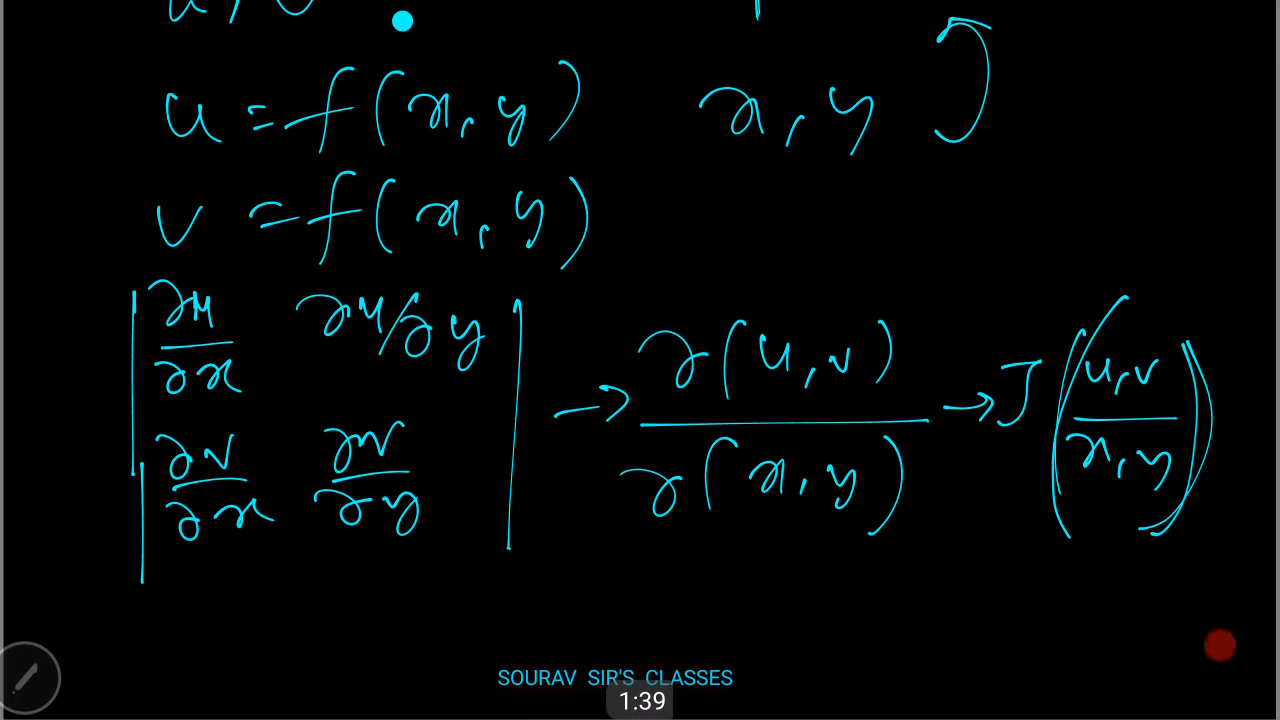 u, v
u = f(x, y) x, y
v = f(x, y)
| ∂u/∂x ∂u/∂y |
| ∂v/∂x ∂v/∂y | → ∂(u, v)/∂(x, y) → J(u, v/x, y)
SOURAV SIR'S CLASSES
1:39